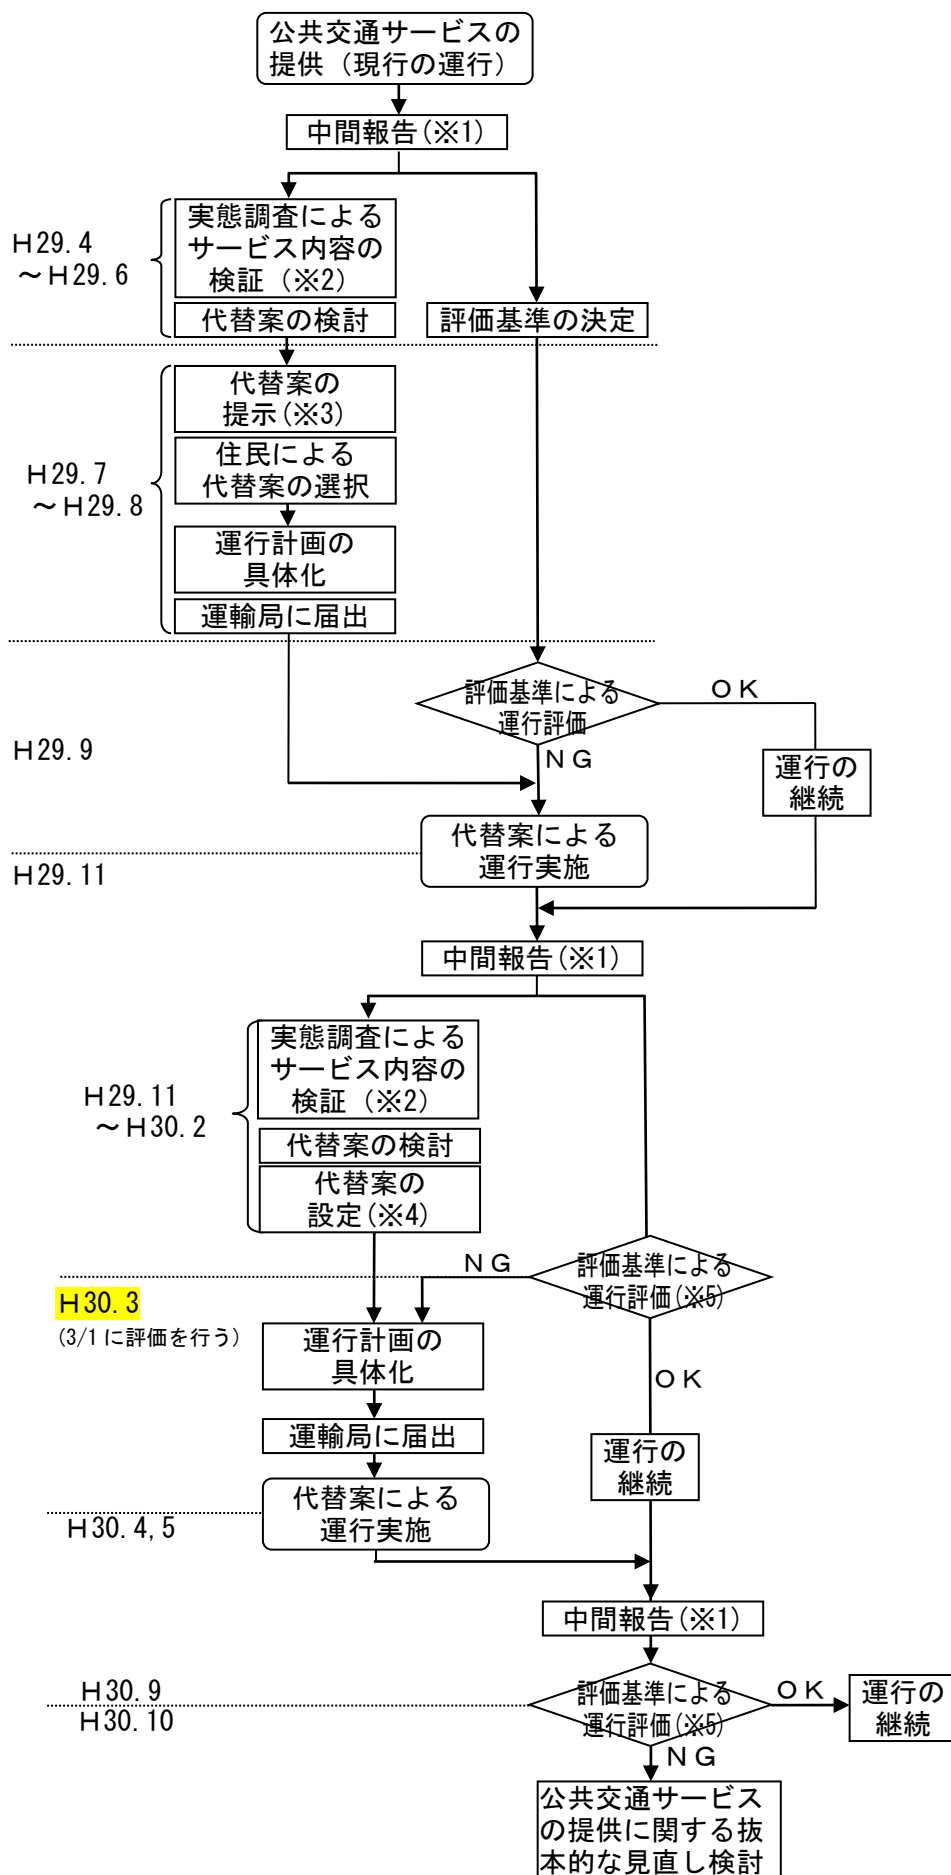 公共交通サービスの
提供（現行の運行）
中間報告(※1)
H29.4
～H29.6
実態調査による
サービス内容の
検証（※2）
代替案の検討
評価基準の決定
H29.7
～H29.8
代替案の
提示(※3)
住民による
代替案の選択
運行計画の
具体化
運輸局に届出
評価基準による
運行評価
ＯＫ
ＮＧ
H29.9
運行の
継続
代替案による
運行実施
H29.11
中間報告(※1)
H29.11
～H30.2
実態調査による
サービス内容の
検証（※2）
代替案の検討
代替案の
設定(※4)
評価基準による
運行評価(※5)
ＮＧ
H30.3
(3/1に評価を行う)
運行計画の
具体化
ＯＫ
運輸局に届出
運行の
継続
代替案による
運行実施
H30.4,5
中間報告(※1)
H30.9
H30.10
評価基準による
運行評価(※5)
ＯＫ
運行の
継続
ＮＧ
公共交通サービス
の提供に関する抜
本的な見直し検討